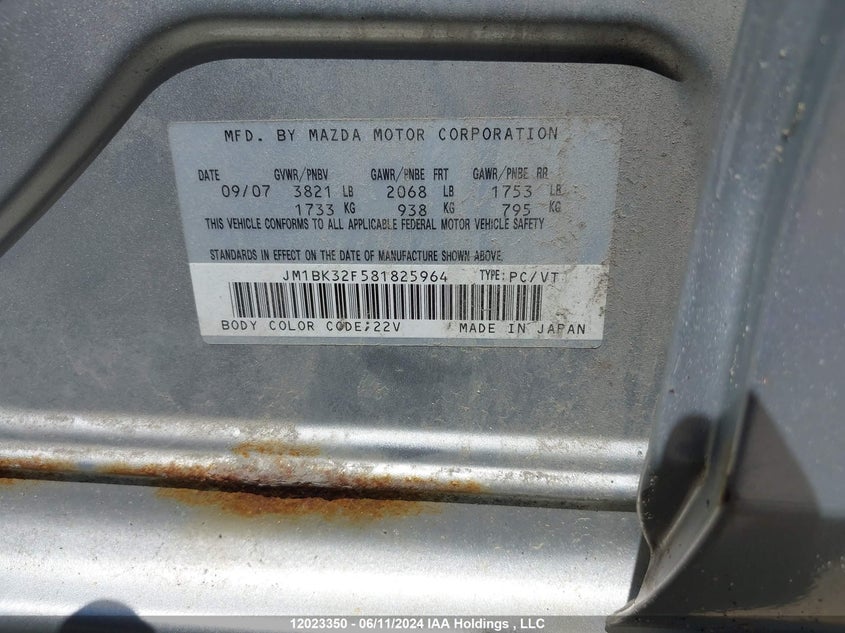 MFD. BY MAZDA MOTOR CORPORATION
DATE GVWR/PNBV GAWR/PNBE FRT GAWR/PNBE RR
09/07 3821 LB 2068 LB 1753 LB
1733 KG 938 KG 795 KG
THIS VEHICLE CONFORMS TO ALL APPLICABLE FEDERAL MOTOR VEHICLE SAFETY
STANDARDS IN EFFECT ON THE DATE OF MANUFACTURE SHOWN ABOVE.
JM1BK32F581825964 TYPE:PC/VT
BODY COLOR CODE:22V MADE IN JAPAN
12023350 - 06/11/2024 IAA Holdings , LLC